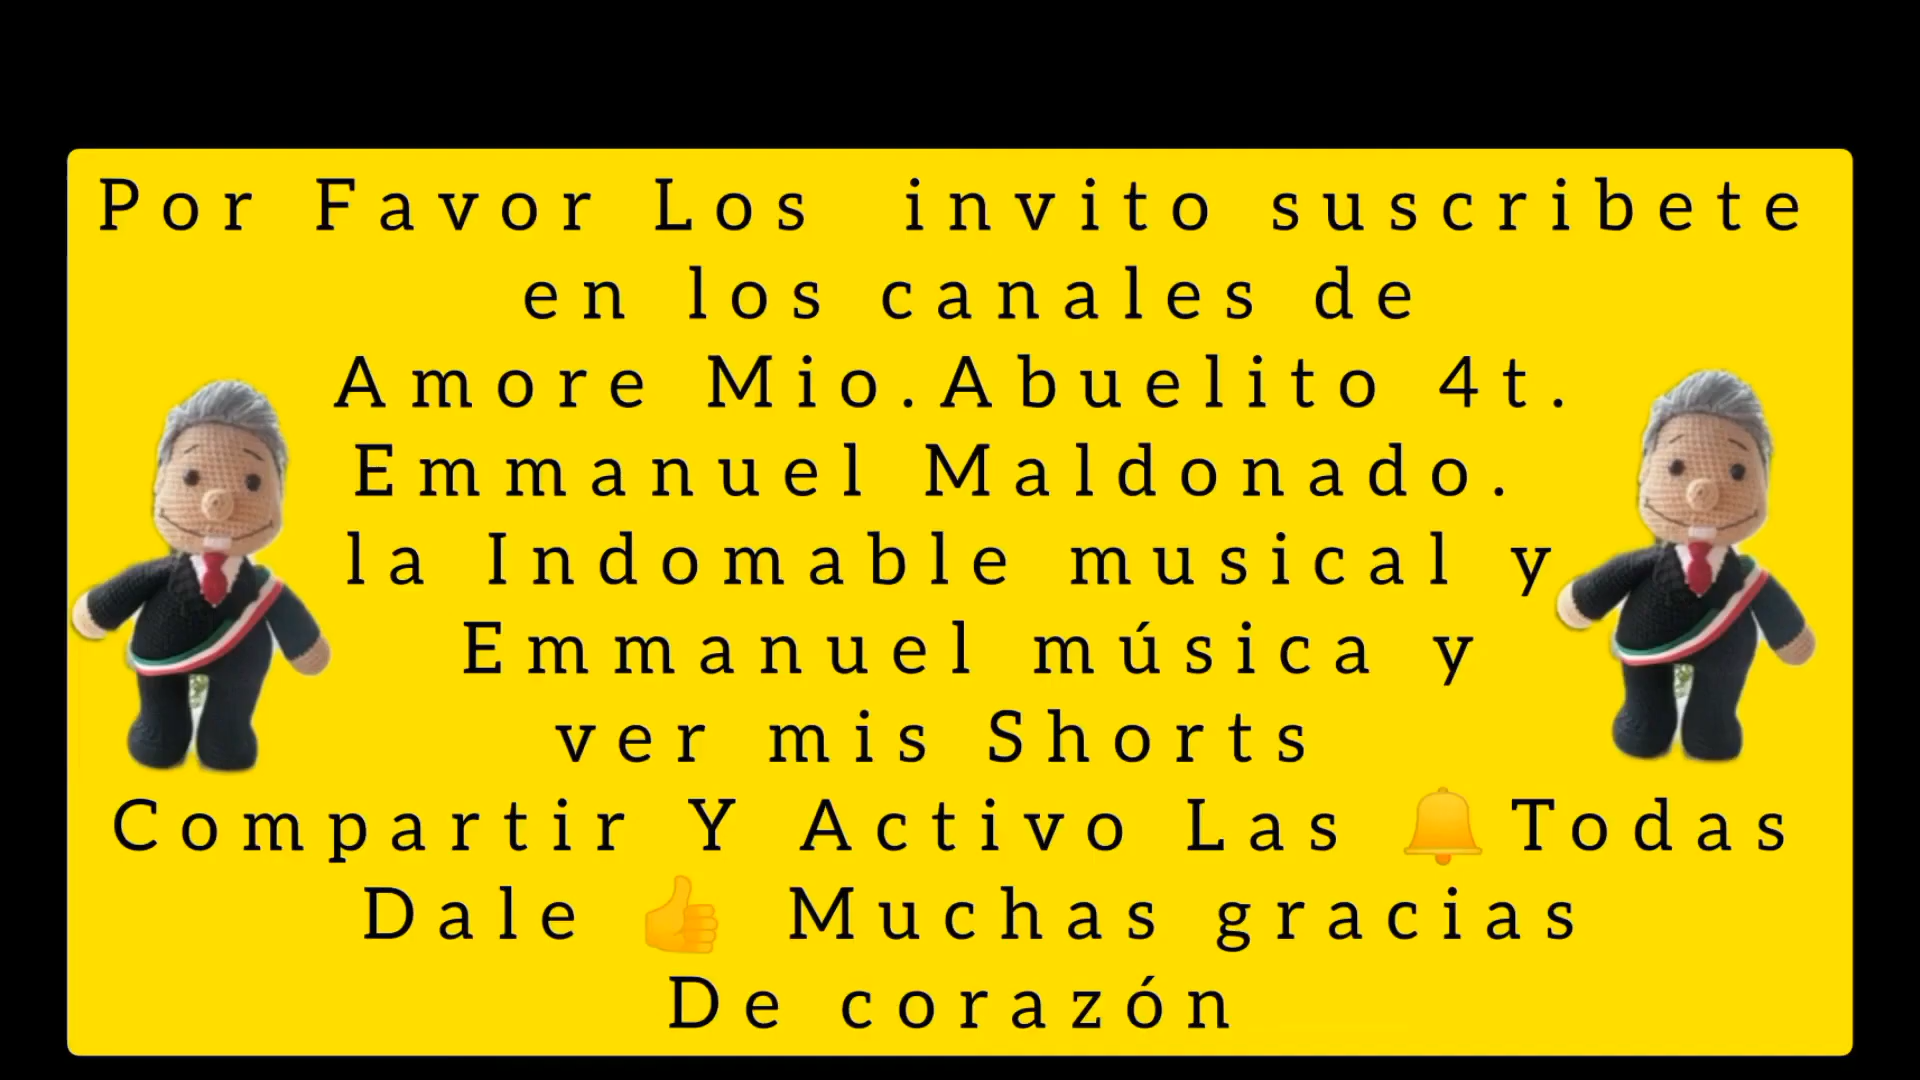 Por Favor Los invito suscribete
en los canales de
Amore Mio.Abuelito 4t.
Emmanuel Maldonado.
la Indomable musical y
Emmanuel música y
ver mis Shorts
Compartir Y Activo Las 🔔Todas
Dale 👍 Muchas gracias
De corazón